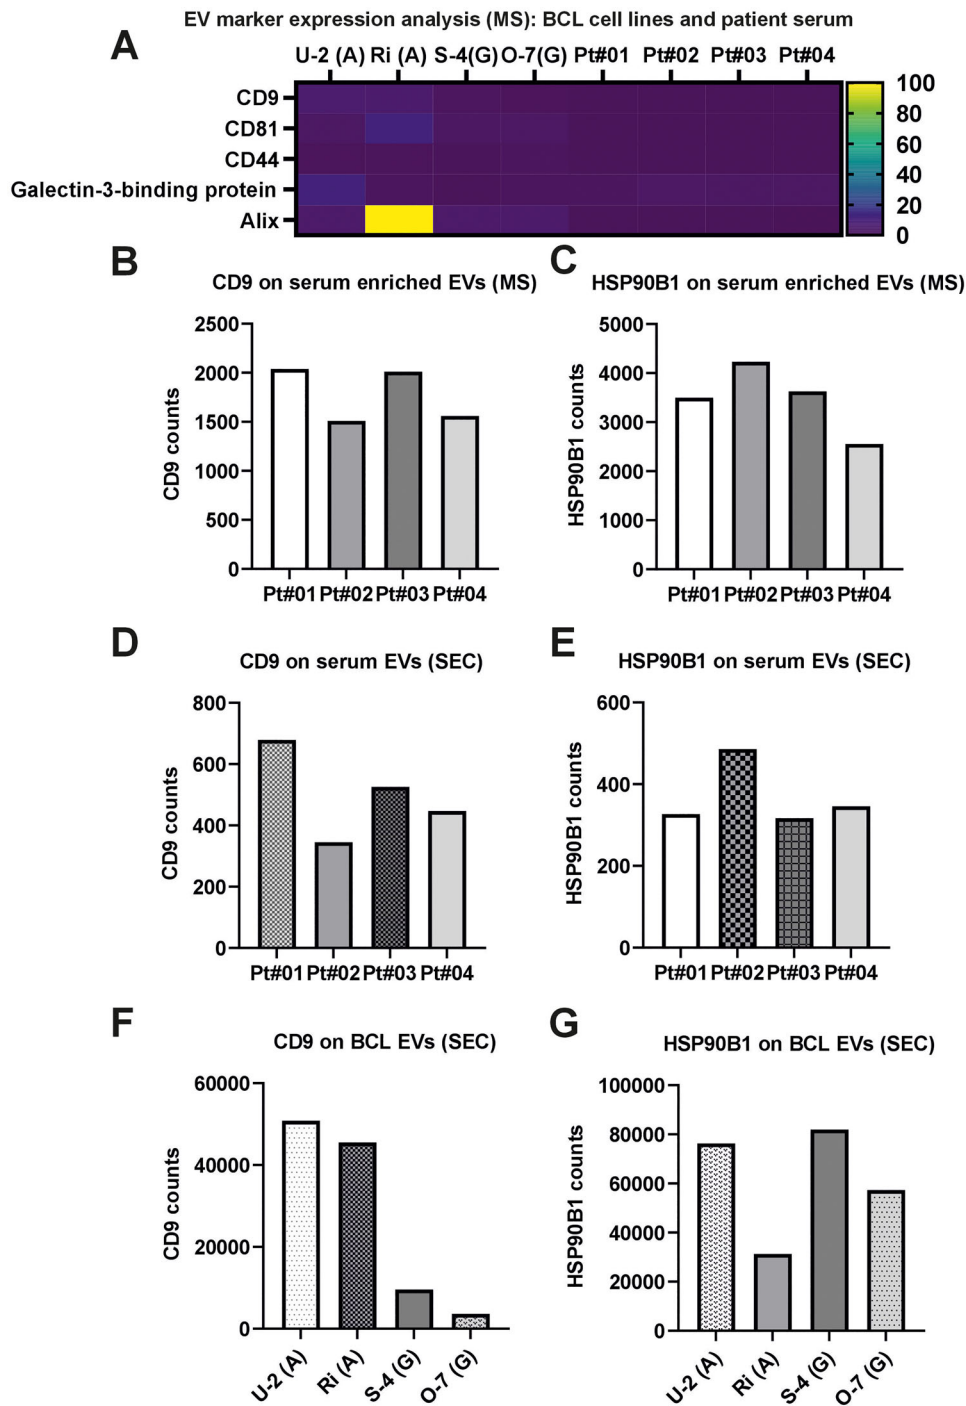 EV marker expression analysis (MS): BCL cell lines and patient serum
A
U-2 (A) Ri (A) S-4(G) O-7(G) Pt#01 Pt#02 Pt#03 Pt#04
CD9
CD81
CD44
Galectin-3-binding protein
Alix
100
80
60
40
20
0
B
CD9 on serum enriched EVs (MS)
CD9 counts
2500
2000
1500
1000
500
0
Pt#01 Pt#02 Pt#03 Pt#04
C
HSP90B1 on serum enriched EVs (MS)
HSP90B1 counts
5000
4000
3000
2000
1000
0
Pt#01 Pt#02 Pt#03 Pt#04
D
CD9 on serum EVs (SEC)
CD9 counts
800
600
400
200
0
Pt#01 Pt#02 Pt#03 Pt#04
E
HSP90B1 on serum EVs (SEC)
HSP90B1 counts
600
400
200
0
Pt#01 Pt#02 Pt#03 Pt#04
F
CD9 on BCL EVs (SEC)
CD9 counts
60000
40000
20000
0
U-2 (A) Ri (A) S-4 (G) O-7 (G)
G
HSP90B1 on BCL EVs (SEC)
HSP90B1 counts
100000
80000
60000
40000
20000
0
U-2 (A) Ri (A) S-4 (G) O-7 (G)